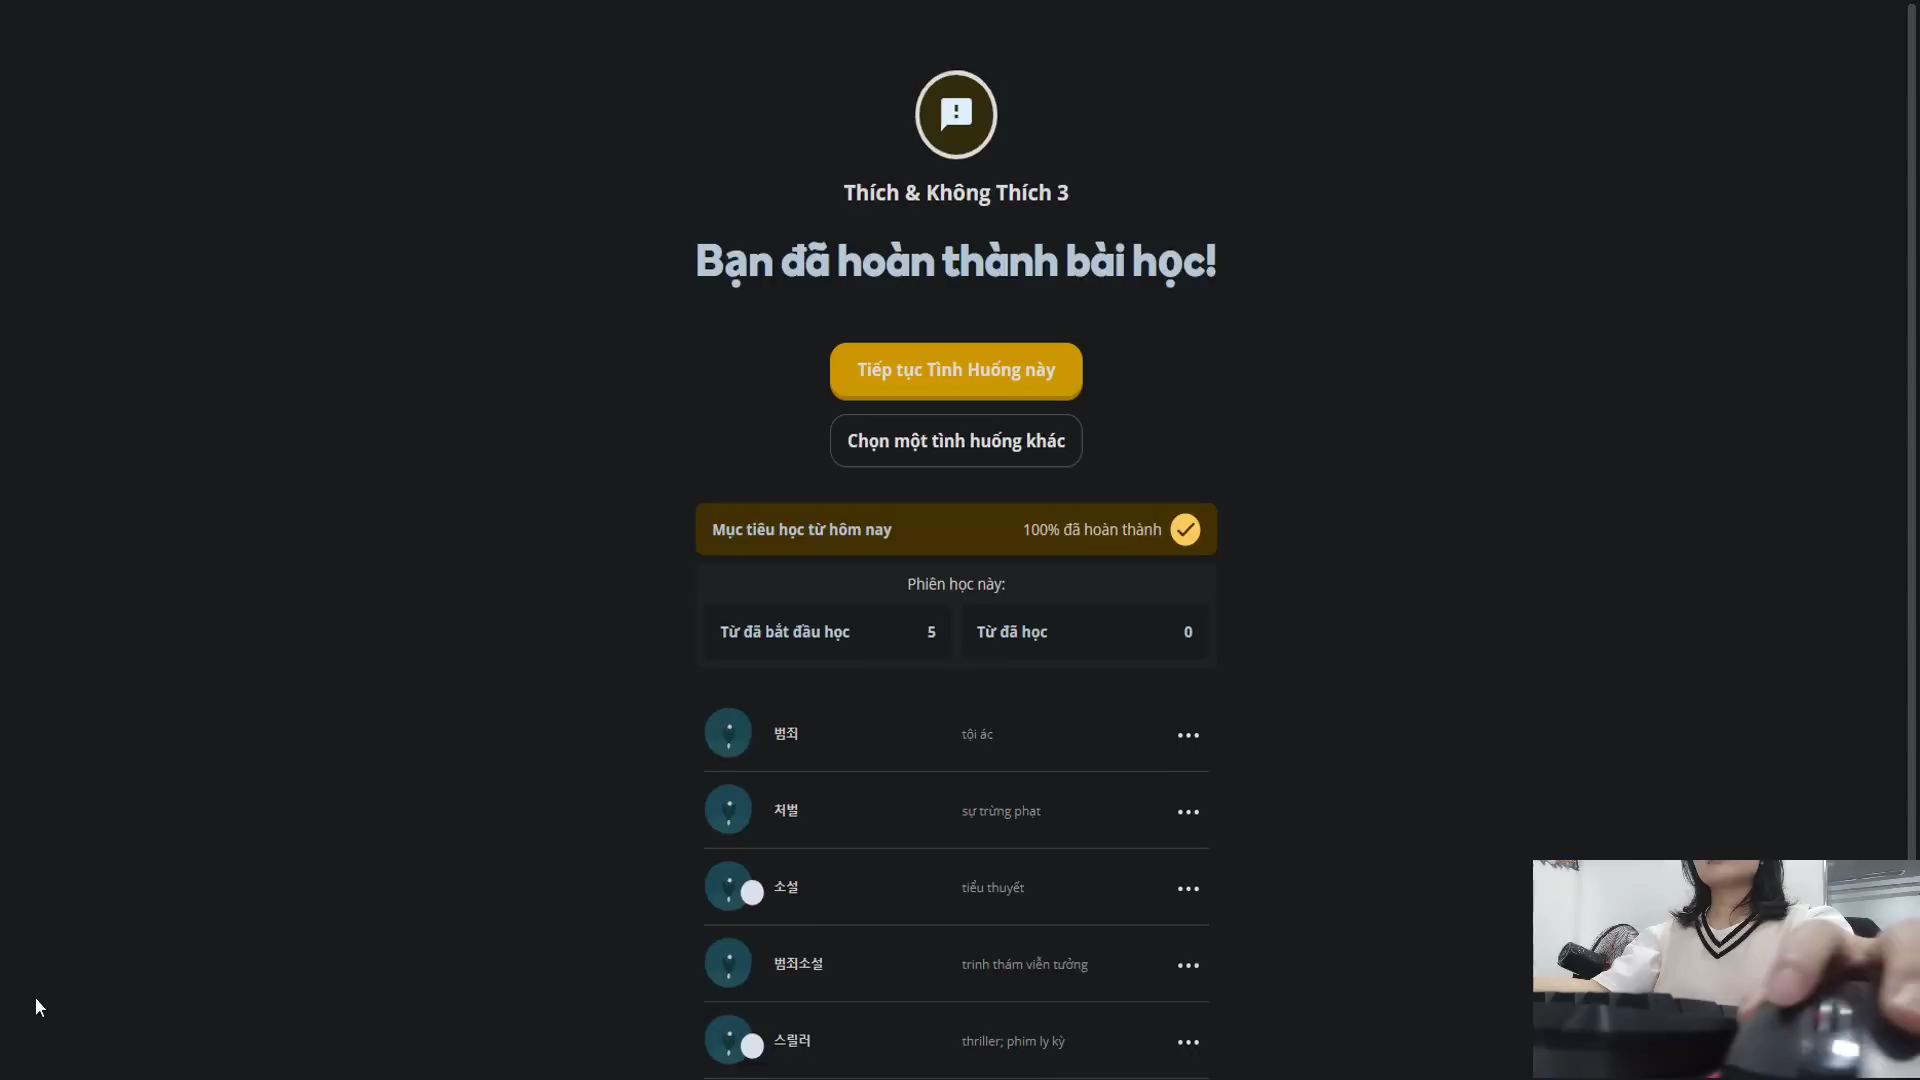 Thích & Không Thích 3
Bạn đã hoàn thành bài học!
Tiếp tục Tình Huống này
Chọn một tình huống khác
Mục tiêu học từ hôm nay 100% đã hoàn thành
Phiên học này:
Từ đã bắt đầu học 5 Từ đã học 0
범죄 tội ác
처벌 sự trừng phạt
소설 tiểu thuyết
범죄소설 trinh thám viễn tưởng
스릴러 thriller; phim ly kỳ